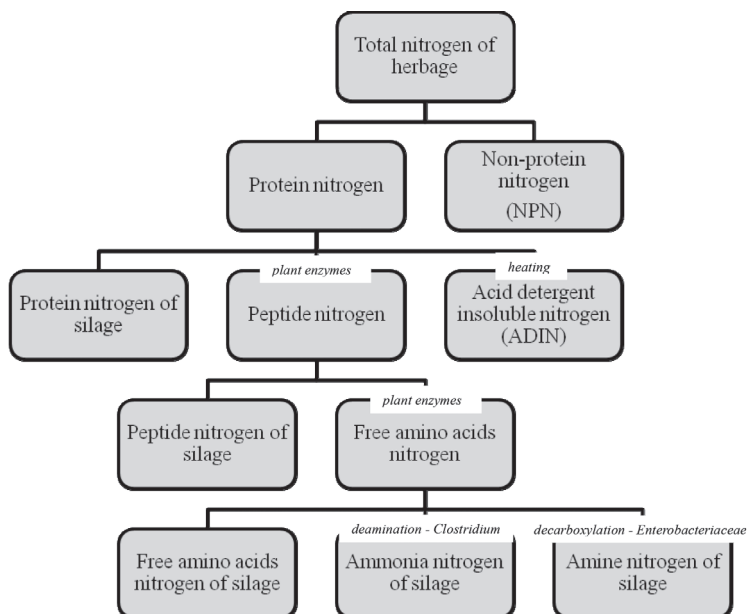 Total nitrogen of
herbage
Protein nitrogen
Non-protein
nitrogen
(NPN)
Protein nitrogen of
silage
plant enzymes
Peptide nitrogen
heating
Acid detergent
insoluble nitrogen
(ADIN)
Peptide nitrogen of
silage
plant enzymes
Free amino acids
nitrogen
Free amino acids
nitrogen of silage
deamination - Clostridium
Ammonia nitrogen
of silage
decarboxylation - Enterobacteriaceae
Amine nitrogen of
silage